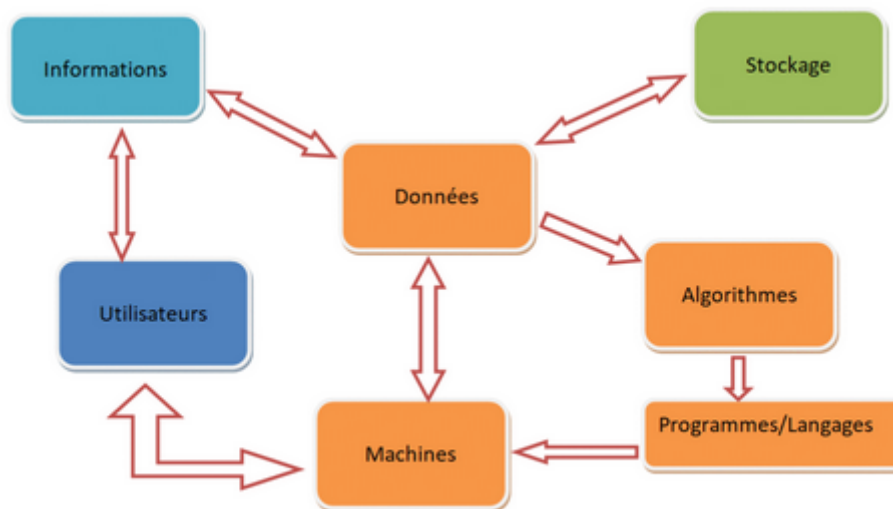 Informations
Stockage
Données
Algorithmes
Utilisateurs
Programmes/Langages
Machines